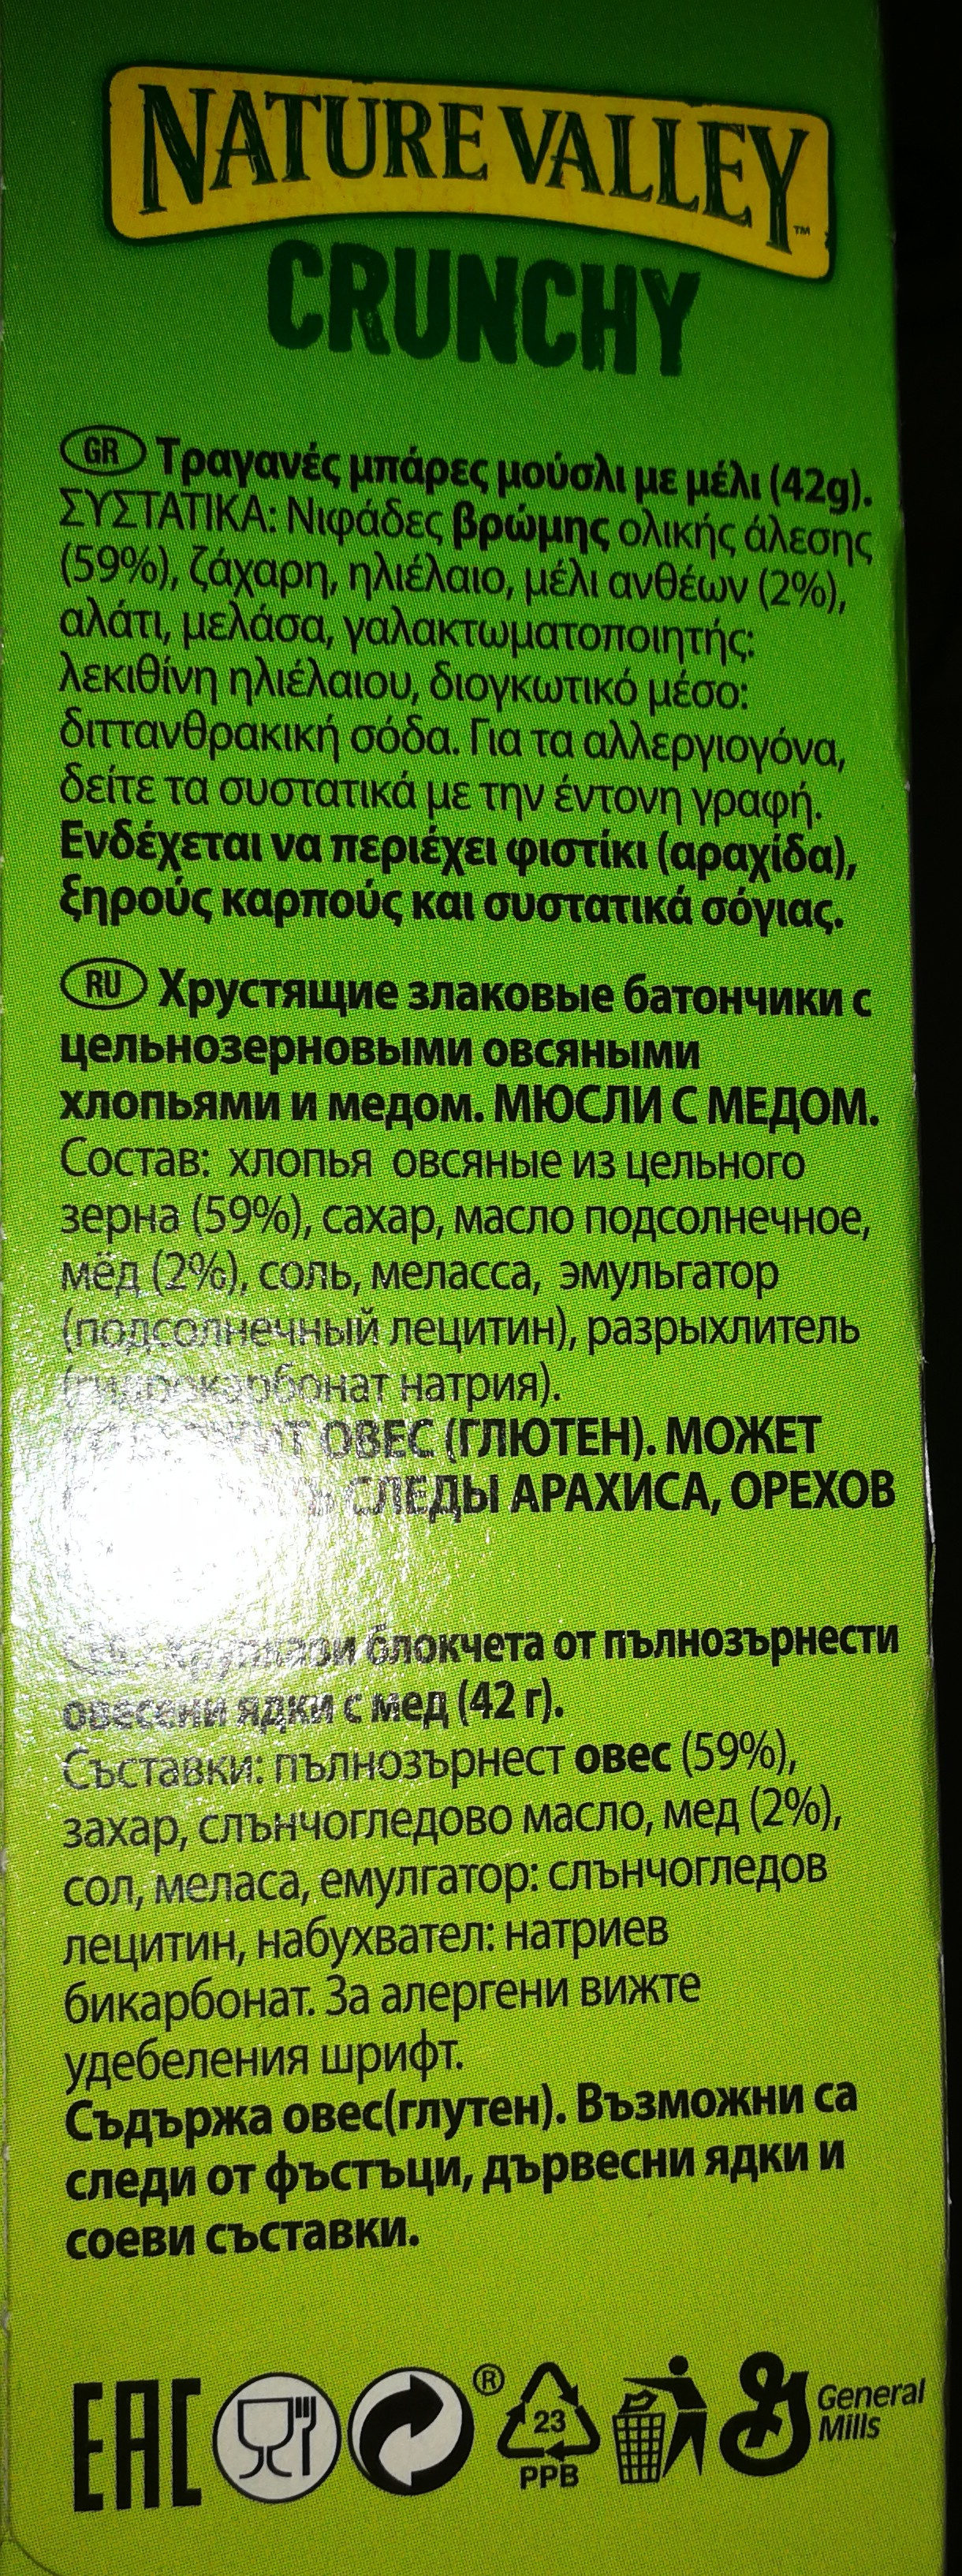 NATURE VALLEY™
CRUNCHY
GR Τραγανές μπάρες μούσλι με μέλι (42g).
ΣΥΣΤΑΤΙΚΑ: Νιφάδες βρώμης ολικής άλεσης
(59%), ζάχαρη, ηλιέλαιο, μέλι ανθέων (2%),
αλάτι, μελάσα, γαλακτωματοποιητής:
λεκιθίνη ηλιέλαιου, διογκωτικό μέσο:
διττανθρακική σόδα. Για τα αλλεργιογόνα,
δείτε τα συστατικά με την έντονη γραφή.
Ενδέχεται να περιέχει φιστίκι (αραχίδα),
ξηρούς καρπούς και συστατικά σόγιας.
RU Хрустящие злаковые батончики с
цельнозерновыми овсяными
хлопьями и медом. МЮСЛИ С МЕДОМ.
Состав: хлопья овсяные из цельного
зерна (59%), сахар, масло подсолнечное,
мёд (2%), соль, меласса, эмульгатор
(подсолнечный лецитин), разрыхлитель
(гидрокарбонат натрия).
ОВЕС (ГЛЮТЕН). МОЖЕТ
СЛЕДЫ АРАХИСА, ОРЕХОВ
блокчета от пълнозърнести
овесени ядки с мед (42 г).
Съставки: пълнозърнест овес (59%),
захар, слънчогледово масло, мед (2%),
сол, меласа, емулгатор: слънчогледов
лецитин, набухвател: натриев
бикарбонат. За алергени вижте
удебеления шрифт.
Съдържа овес(глутен). Възможни са
следи от фъстъци, дървесни ядки и
соеви съставки.
EAC ® 23 PPB General Mills